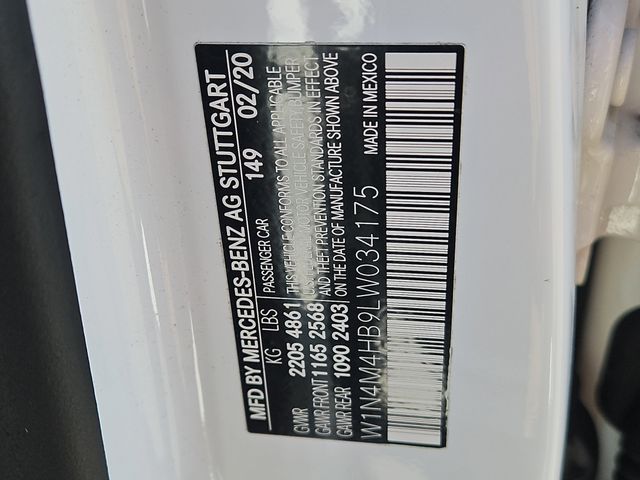 MFD BY MERCEDES-BENZ AG STUTTGART
149 02/20
KG LBS PASSENGER CAR
GVWR 2205 4861 THIS VEHICLE CONFORMS TO ALL APPLICABLE
GAWR FRONT 1165 2568 MOTOR VEHICLE SAFETY, BUMPER
GAWR REAR 1090 2403 AND THEFT PREVENTION STANDARDS IN EFFECT
ON THE DATE OF MANUFACTURE SHOWN ABOVE
W1N4M4HB9LW034175 MADE IN MEXICO